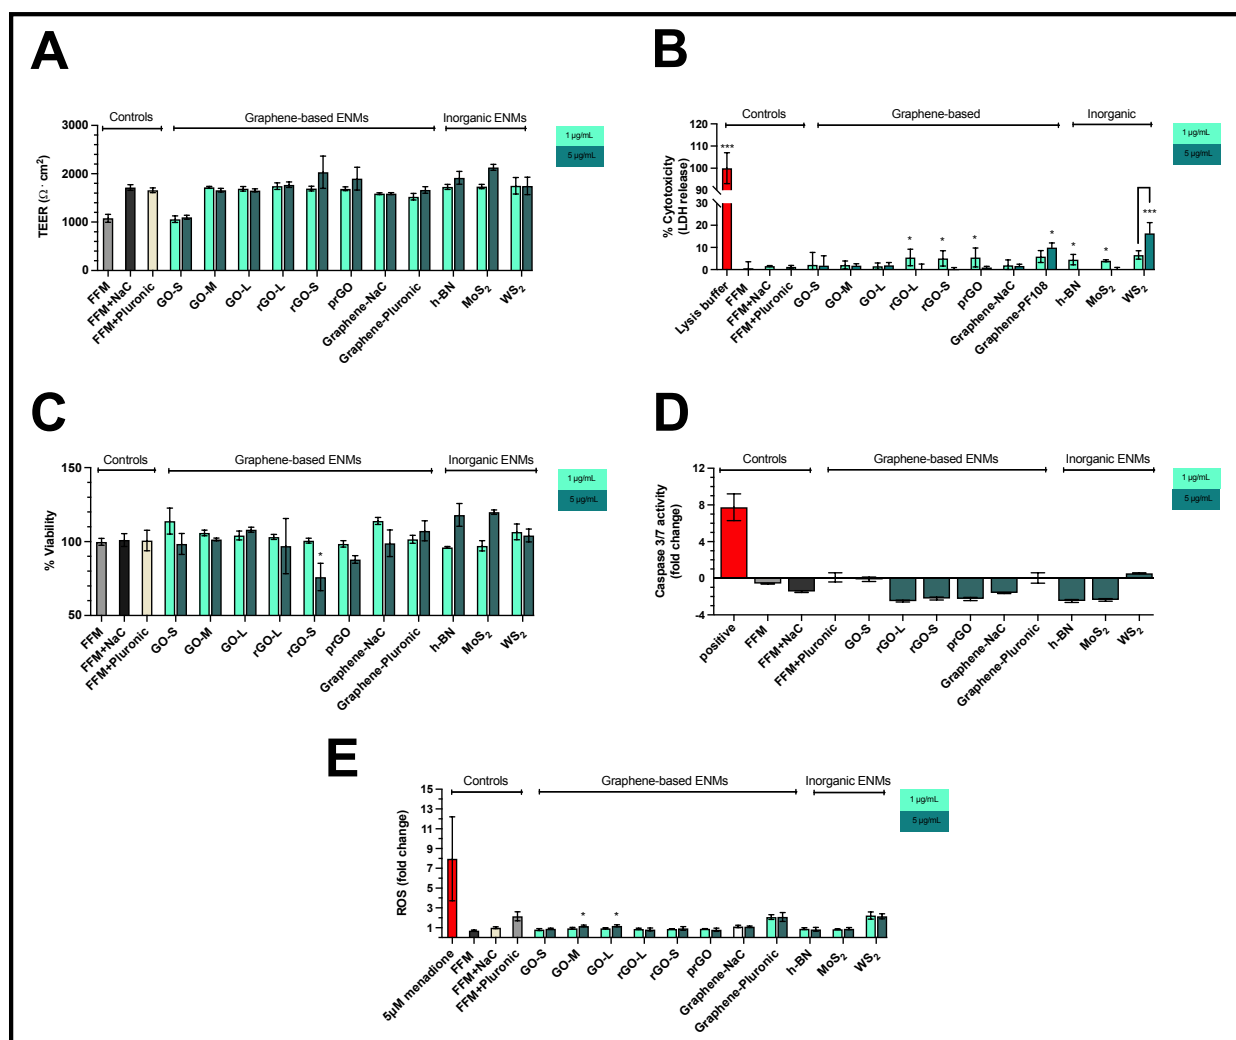 A
Controls
Graphene-based ENMs
Inorganic ENMs
1 µg/mL
5 µg/mL
TEER (Ω · cm²)
3000
2000
1000
0
FFM
FFM+NaC
FFM+Pluronic
GO-S
GO-M
GO-L
rGO-L
rGO-S
prGO
Graphene-NaC
Graphene-Pluronic
h-BN
MoS₂
WS₂
B
Controls
Graphene-based
Inorganic
1 µg/mL
5 µg/mL
% Cytotoxicity
(LDH release)
120
110
100
90
30
20
10
0
***
*
*
*
*
*
*
***
Lysis buffer
FFM
FFM+NaC
FFM+Pluronic
GO-S
GO-M
GO-L
rGO-L
rGO-S
prGO
Graphene-NaC
Graphene-PF108
h-BN
MoS₂
WS₂
C
Controls
Graphene-based ENMs
Inorganic ENMs
1 µg/mL
5 µg/mL
% Viability
150
100
50
*
FFM
FFM+NaC
FFM+Pluronic
GO-S
GO-M
GO-L
rGO-L
rGO-S
prGO
Graphene-NaC
Graphene-Pluronic
h-BN
MoS₂
WS₂
D
Controls
Graphene-based ENMs
Inorganic ENMs
1 µg/mL
5 µg/mL
Caspase 3/7 activity
(fold change)
12
8
4
0
-4
positive
FFM
FFM+NaC
FFM+Pluronic
GO-S
rGO-L
rGO-S
prGO
Graphene-NaC
Graphene-Pluronic
h-BN
MoS₂
WS₂
E
Controls
Graphene-based ENMs
Inorganic ENMs
1 µg/mL
5 µg/mL
ROS (fold change)
15
13
11
9
7
5
3
1
*
*
5µM menadione
FFM
FFM+NaC
FFM+Pluronic
GO-S
GO-M
GO-L
rGO-L
rGO-S
prGO
Graphene-NaC
Graphene-Pluronic
h-BN
MoS₂
WS₂